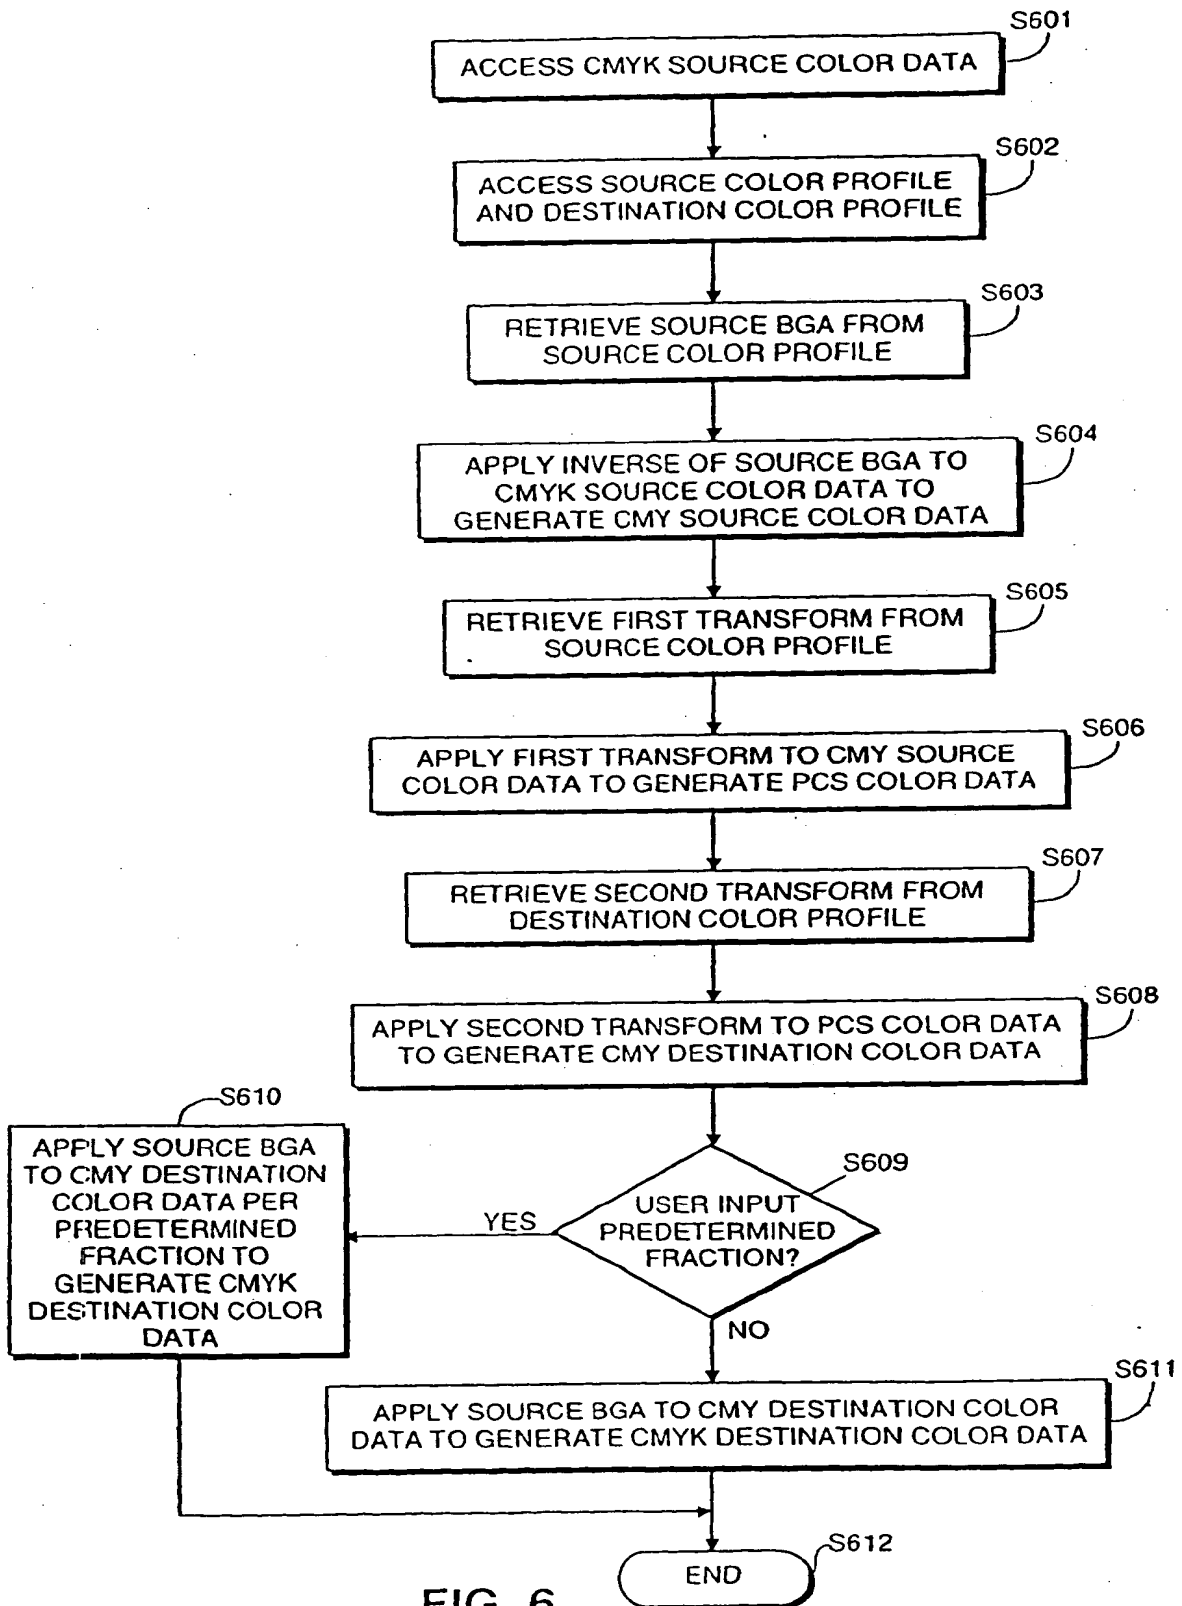 S601
ACCESS CMYK SOURCE COLOR DATA
S602
ACCESS SOURCE COLOR PROFILE
AND DESTINATION COLOR PROFILE
S603
RETRIEVE SOURCE BGA FROM
SOURCE COLOR PROFILE
S604
APPLY INVERSE OF SOURCE BGA TO
CMYK SOURCE COLOR DATA TO
GENERATE CMY SOURCE COLOR DATA
S605
RETRIEVE FIRST TRANSFORM FROM
SOURCE COLOR PROFILE
S606
APPLY FIRST TRANSFORM TO CMY SOURCE
COLOR DATA TO GENERATE PCS COLOR DATA
S607
RETRIEVE SECOND TRANSFORM FROM
DESTINATION COLOR PROFILE
S608
APPLY SECOND TRANSFORM TO PCS COLOR DATA
TO GENERATE CMY DESTINATION COLOR DATA
S609
USER INPUT
PREDETERMINED
FRACTION?
YES
NO
S610
APPLY SOURCE BGA
TO CMY DESTINATION
COLOR DATA PER
PREDETERMINED
FRACTION TO
GENERATE CMYK
DESTINATION COLOR
DATA
S611
APPLY SOURCE BGA TO CMY DESTINATION COLOR
DATA TO GENERATE CMYK DESTINATION COLOR DATA
S612
END
FIG. 6